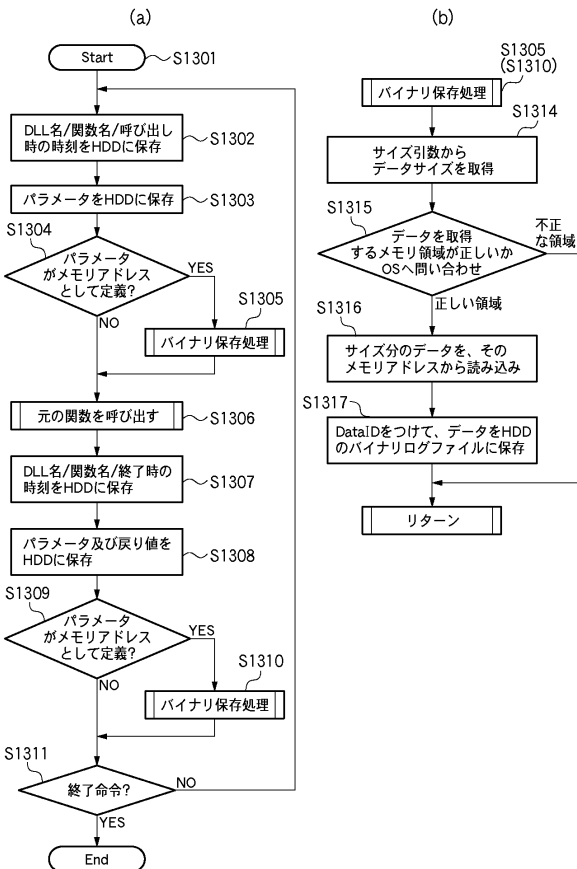 (a)
Start
S1301
DLL名/関数名/呼び出し
時の時刻をHDDに保存
S1302
パラメータをHDDに保存
S1303
S1304
パラメータ
がメモリアドレス
として定義?
YES
NO
S1305
バイナリ保存処理
元の関数を呼び出す
S1306
DLL名/関数名/終了時の
時刻をHDDに保存
S1307
パラメータ及び戻り値を
HDDに保存
S1308
S1309
パラメータ
がメモリアドレス
として定義?
YES
NO
S1310
バイナリ保存処理
S1311
終了命令?
NO
YES
End
(b)
S1305
(S1310)
バイナリ保存処理
S1314
サイズ引数から
データサイズを取得
S1315
データを取得
するメモリ領域が正しいか
OSへ問い合わせ
不正
な領域
正しい領域
S1316
サイズ分のデータを、その
メモリアドレスから読み込み
S1317
DataIDをつけて、データをHDD
のバイナリログファイルに保存
リターン